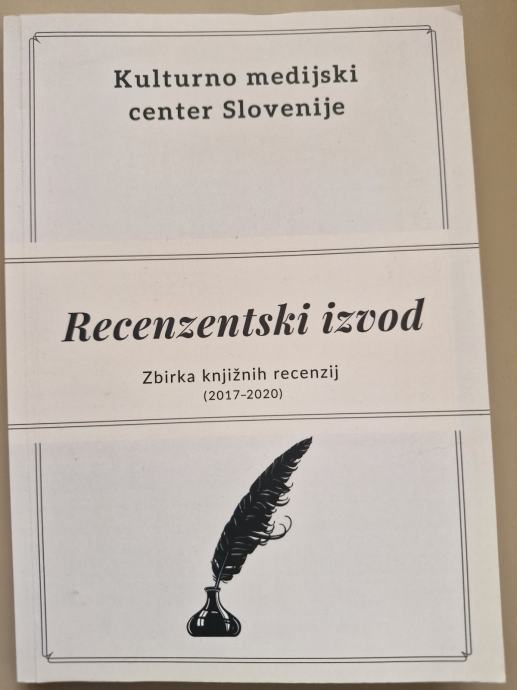 Kulturno medijski
center Slovenije
Recenzentski izvod
Zbirka knjižnih recenzij
(2017–2020)